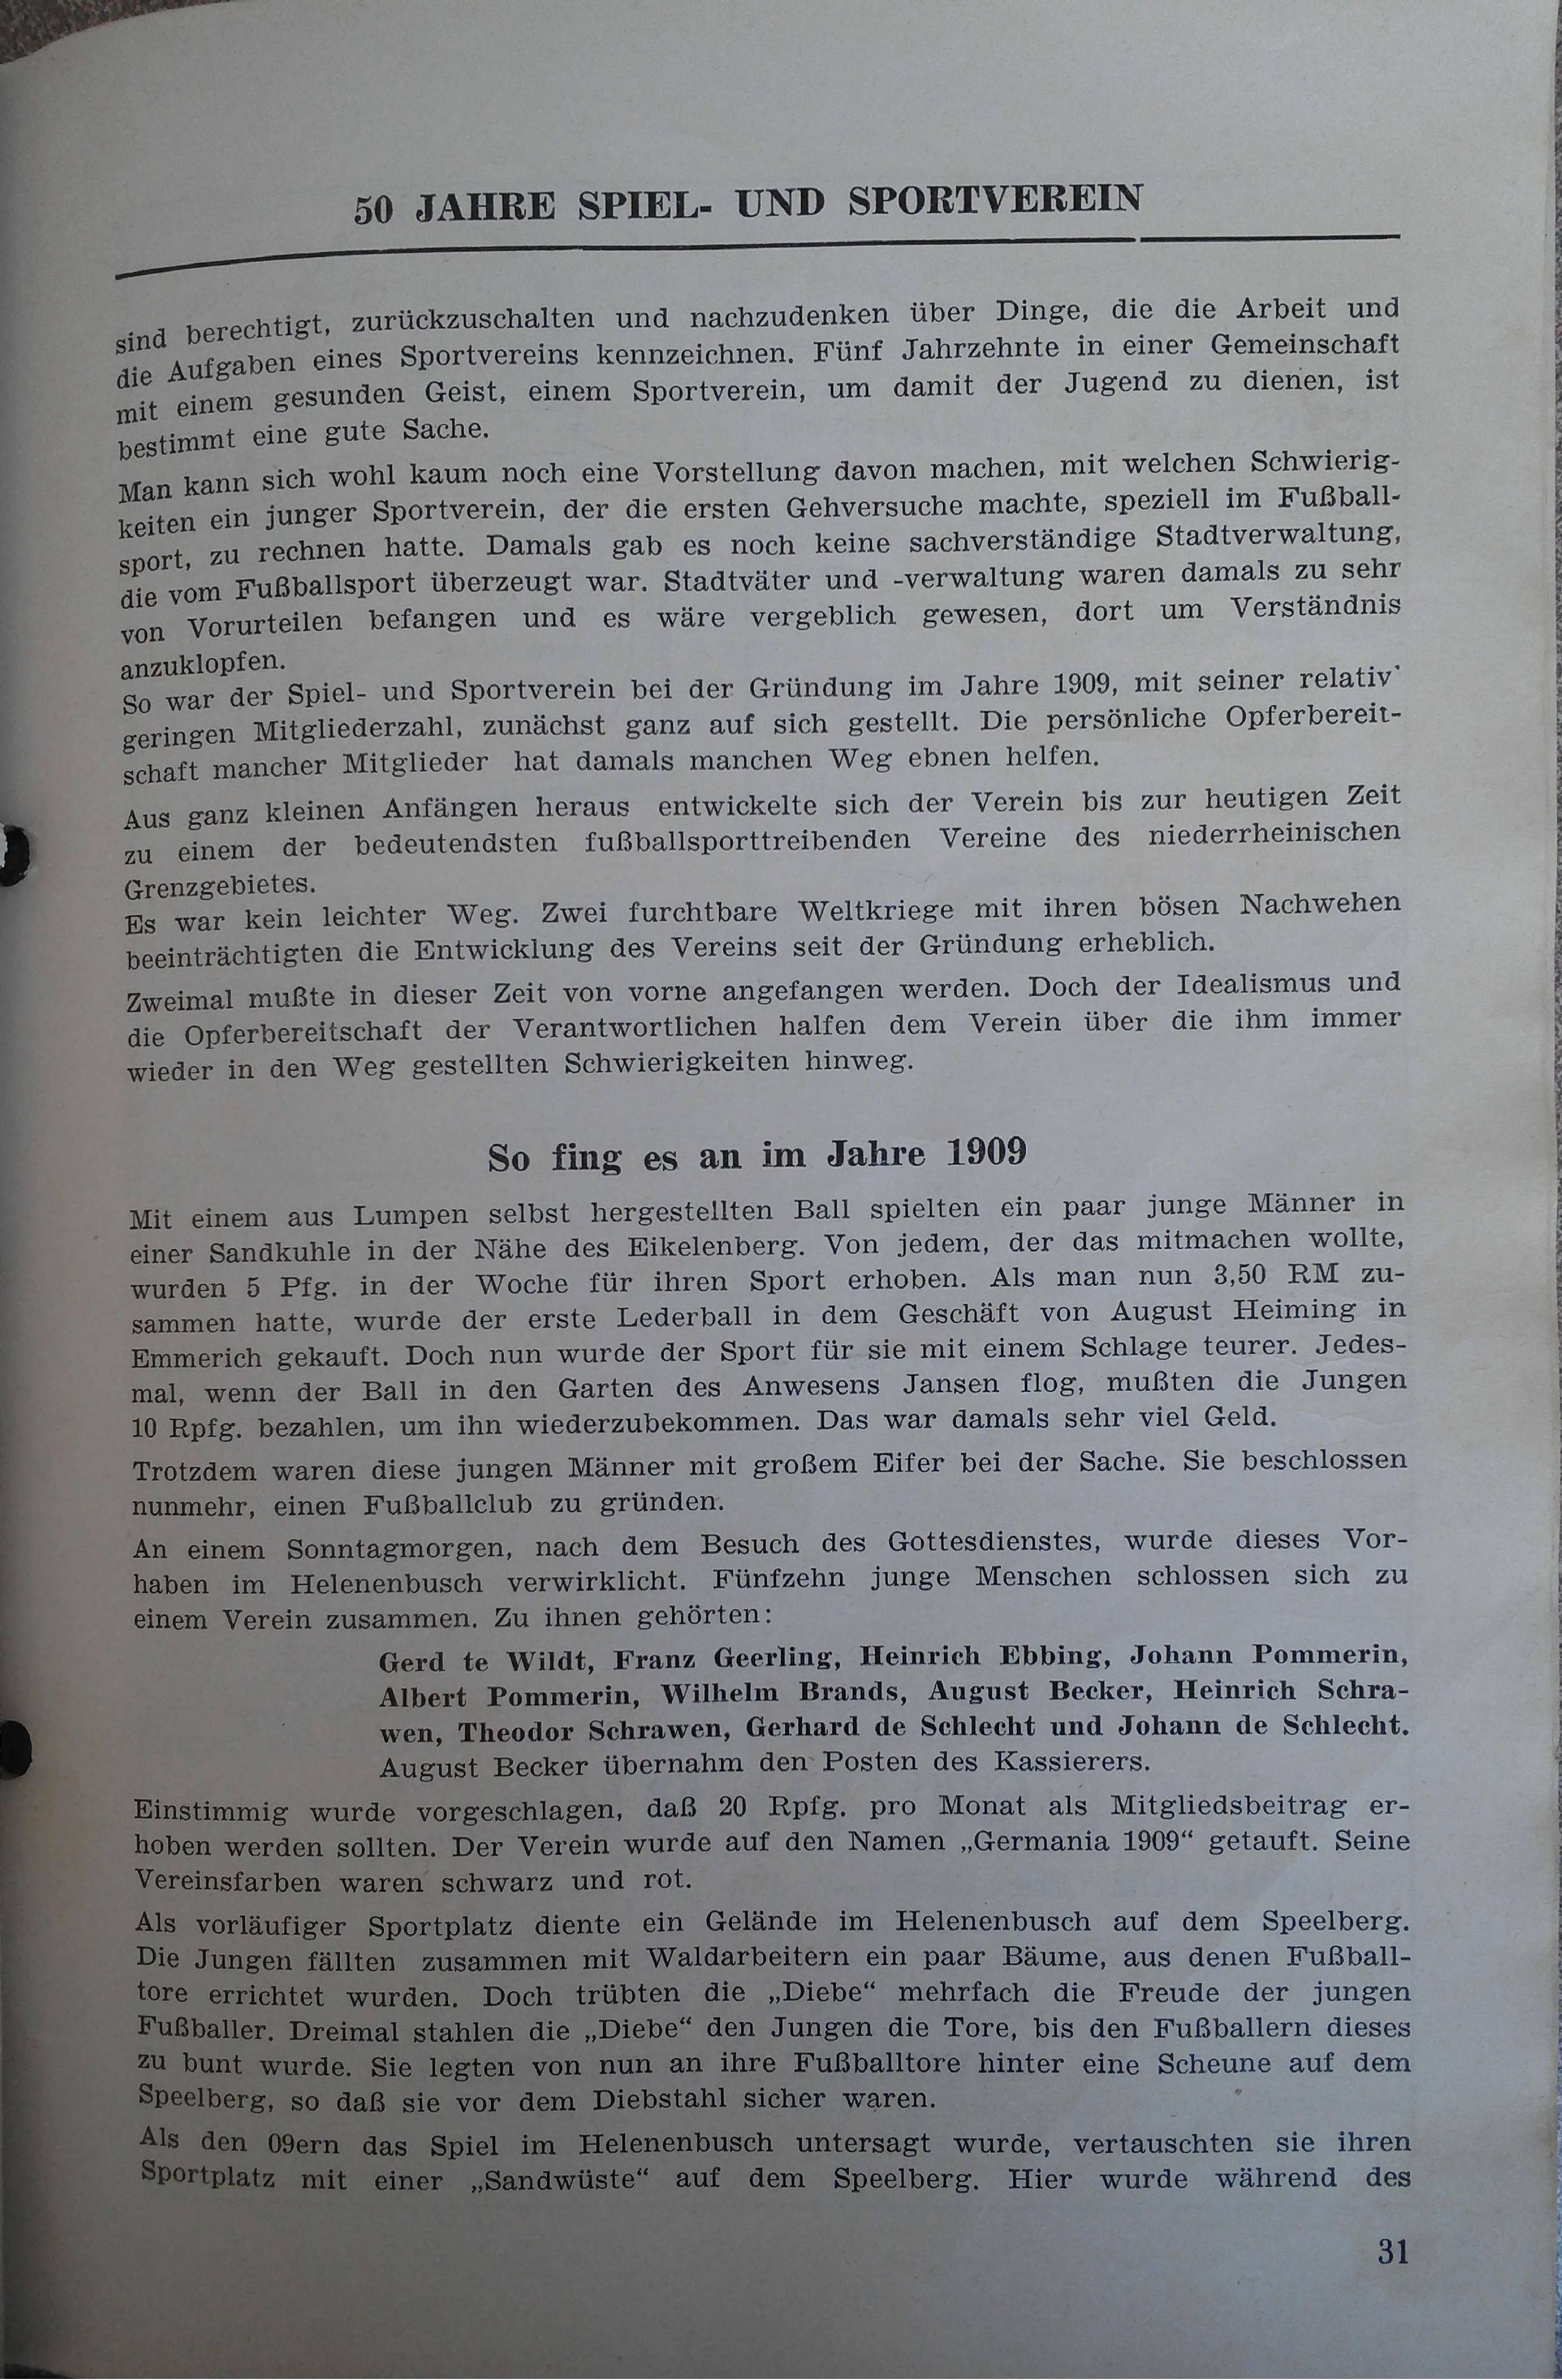 50 JAHRE SPIEL- UND SPORTVEREIN
sind berechtigt, zurückzuschalten und nachzudenken über Dinge, die die Arbeit und
die Aufgaben eines Sportvereins kennzeichnen. Fünf Jahrzehnte in einer Gemeinschaft
mit einem gesunden Geist, einem Sportverein, um damit der Jugend zu dienen, ist
bestimmt eine gute Sache.
Man kann sich wohl kaum noch eine Vorstellung davon machen, mit welchen Schwierig-
keiten ein junger Sportverein, der die ersten Gehversuche machte, speziell im Fußball-
sport, zu rechnen hatte. Damals gab es noch keine sachverständige Stadtverwaltung,
die vom Fußballsport überzeugt war. Stadtväter und -verwaltung waren damals zu sehr
von Vorurteilen befangen und es wäre vergeblich gewesen, dort um Verständnis
anzuklopfen.
So war der Spiel- und Sportverein bei der Gründung im Jahre 1909, mit seiner relativ
geringen Mitgliederzahl, zunächst ganz auf sich gestellt. Die persönliche Opferbereit-
schaft mancher Mitglieder hat damals manchen Weg ebnen helfen.
Aus ganz kleinen Anfängen heraus entwickelte sich der Verein bis zur heutigen Zeit
zu einem der bedeutendsten fußballsporttreibenden Vereine des niederrheinischen
Grenzgebietes.
Es war kein leichter Weg. Zwei furchtbare Weltkriege mit ihren bösen Nachwehen
beeinträchtigten die Entwicklung des Vereins seit der Gründung erheblich.
Zweimal mußte in dieser Zeit von vorne angefangen werden. Doch der Idealismus und
die Opferbereitschaft der Verantwortlichen halfen dem Verein über die ihm immer
wieder in den Weg gestellten Schwierigkeiten hinweg.
So fing es an im Jahre 1909
Mit einem aus Lumpen selbst hergestellten Ball spielten ein paar junge Männer in
einer Sandkuhle in der Nähe des Eikelenberg. Von jedem, der das mitmachen wollte,
wurden 5 Pfg. in der Woche für ihren Sport erhoben. Als man nun 3,50 RM zu-
sammen hatte, wurde der erste Lederball in dem Geschäft von August Heiming in
Emmerich gekauft. Doch nun wurde der Sport für sie mit einem Schlage teurer. Jedes-
mal, wenn der Ball in den Garten des Anwesens Jansen flog, mußten die Jungen
10 Rpfg. bezahlen, um ihn wiederzubekommen. Das war damals sehr viel Geld.
Trotzdem waren diese jungen Männer mit großem Eifer bei der Sache. Sie beschlossen
nunmehr, einen Fußballclub zu gründen.
An einem Sonntagmorgen, nach dem Besuch des Gottesdienstes, wurde dieses Vor-
haben im Helenenbusch verwirklicht. Fünfzehn junge Menschen schlossen sich zu
einem Verein zusammen. Zu ihnen gehörten:
Gerd te Wildt, Franz Geerling, Heinrich Ebbing, Johann Pommerin,
Albert Pommerin, Wilhelm Brands, August Becker, Heinrich Schra-
wen, Theodor Schrawen, Gerhard de Schlecht und Johann de Schlecht.
August Becker übernahm den Posten des Kassierers.
Einstimmig wurde vorgeschlagen, daß 20 Rpfg. pro Monat als Mitgliedsbeitrag er-
hoben werden sollten. Der Verein wurde auf den Namen „Germania 1909“ getauft. Seine
Vereinsfarben waren schwarz und rot.
Als vorläufiger Sportplatz diente ein Gelände im Helenenbusch auf dem Speelberg.
Die Jungen fällten zusammen mit Waldarbeitern ein paar Bäume, aus denen Fußball-
tore errichtet wurden. Doch trübten die „Diebe“ mehrfach die Freude der jungen
Fußballer. Dreimal stahlen die „Diebe“ den Jungen die Tore, bis den Fußballern dieses
zu bunt wurde. Sie legten von nun an ihre Fußballtore hinter eine Scheune auf dem
Speelberg, so daß sie vor dem Diebstahl sicher waren.
Als den 09ern das Spiel im Helenenbusch untersagt wurde, vertauschten sie ihren
Sportplatz mit einer „Sandwüste“ auf dem Speelberg. Hier wurde während des
31